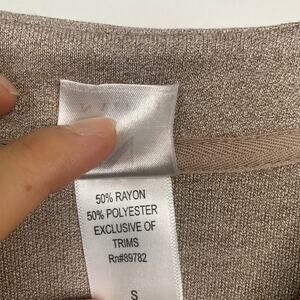 50% RAYON
50% POLYESTER
EXCLUSIVE OF
TRIMS
Rn#89782
S